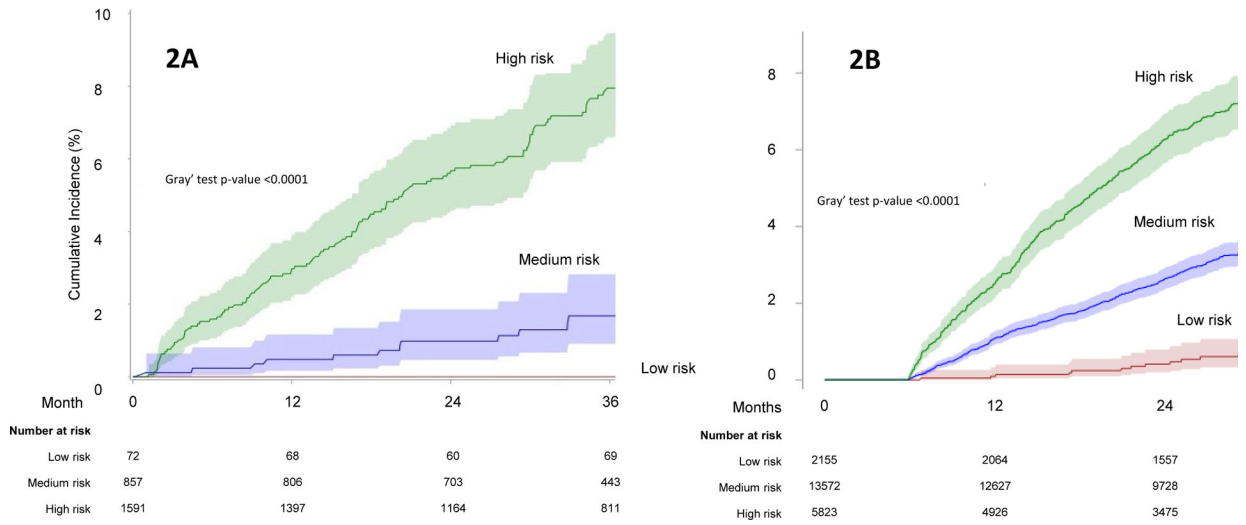 2A
Cumulative Incidence (%)
10
8
6
4
2
0
High risk
Gray’ test p-value <0.0001
Medium risk
Low risk
Month 0 12 24 36
Number at risk
Low risk 72 68 60 69
Medium risk 857 806 703 443
High risk 1591 1397 1164 811
2B
8
6
4
2
0
High risk
Gray’ test p-value <0.0001
Medium risk
Low risk
Months 0 12 24
Number at risk
Low risk 2155 2064 1557
Medium risk 13572 12627 9728
High risk 5823 4926 3475